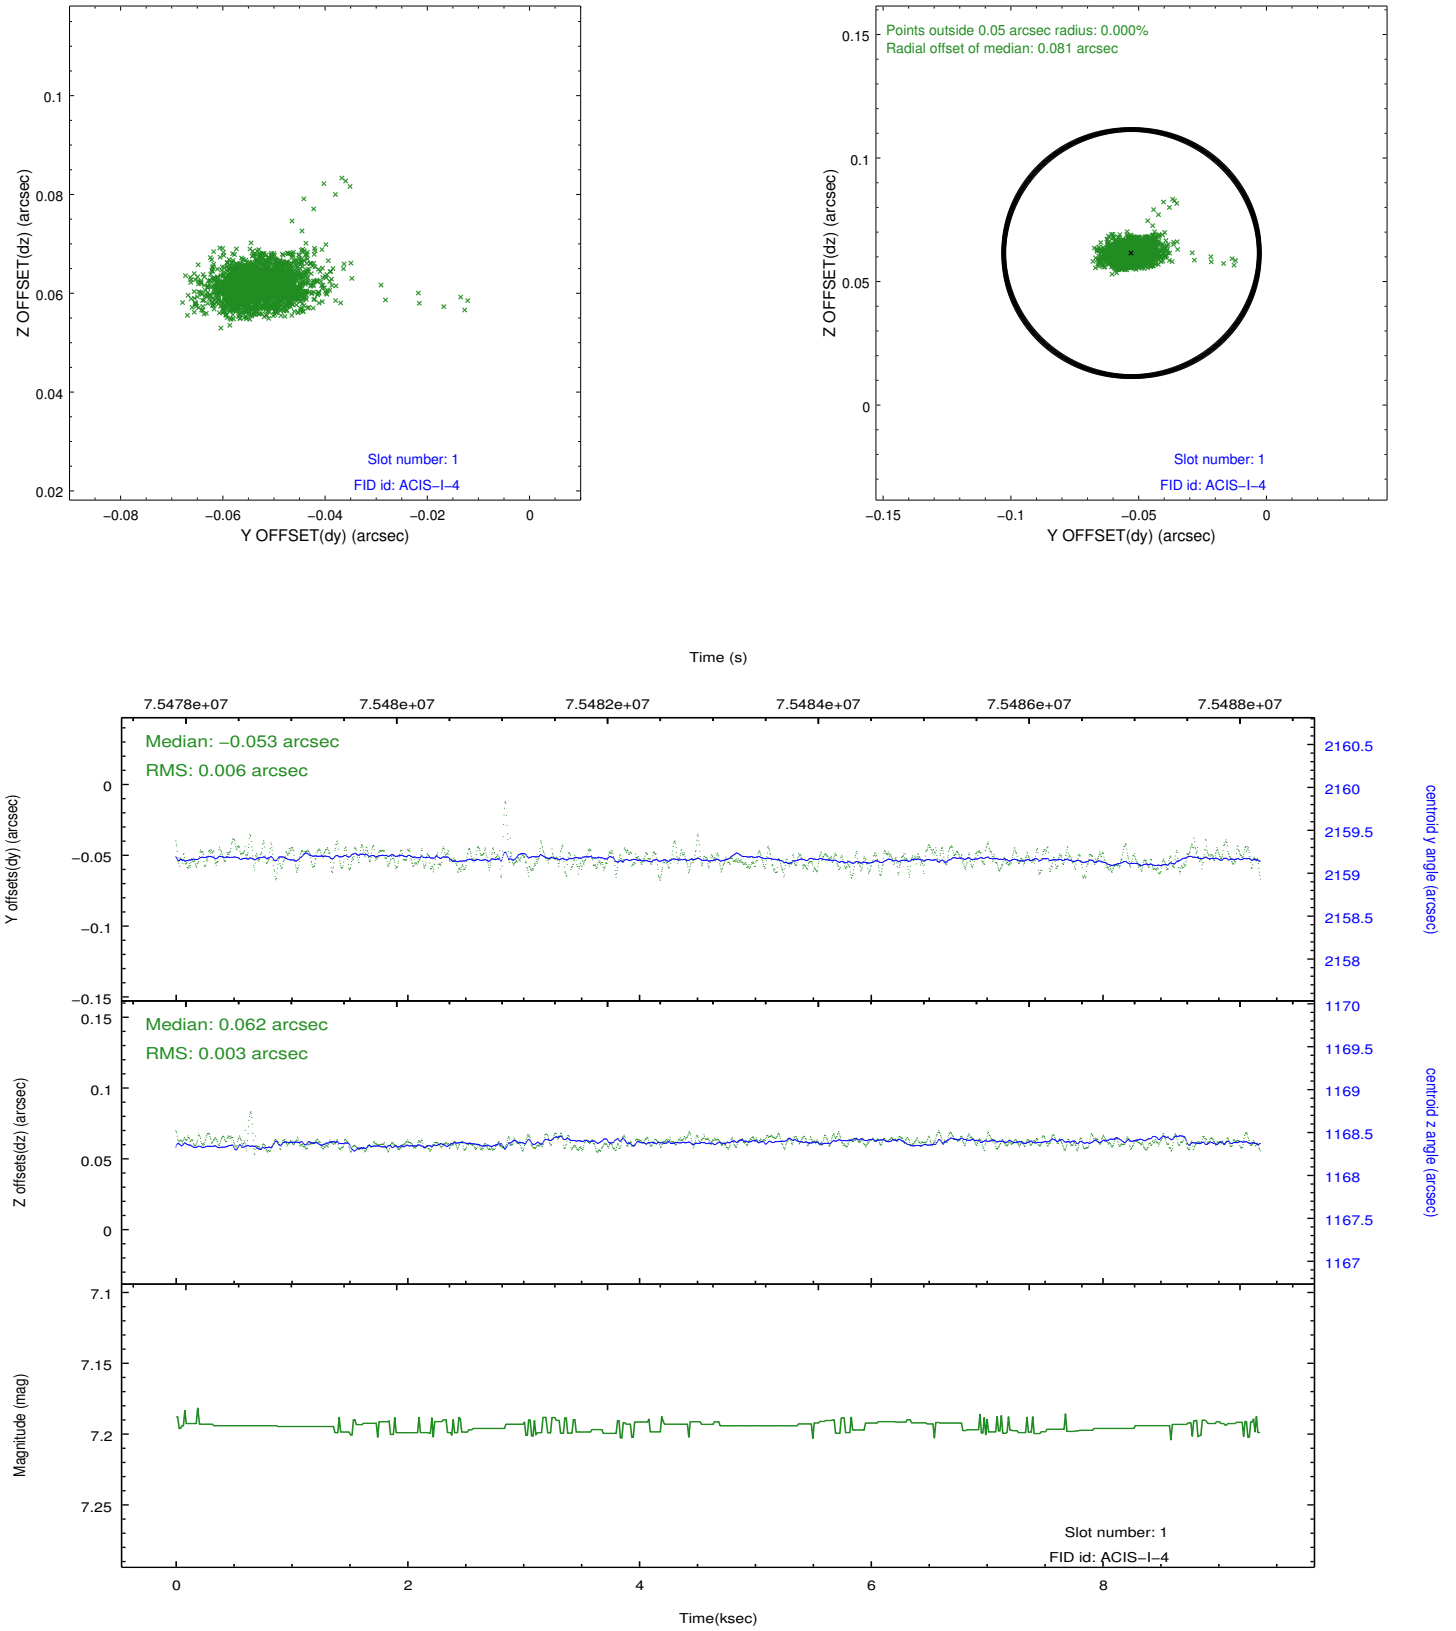 0.1
0.08
0.06
0.04
0.02
Z OFFSET(dz) (arcsec)
Slot number: 1
FID id: ACIS−I−4
−0.08 −0.06 −0.04 −0.02 0
Y OFFSET(dy) (arcsec)
Points outside 0.05 arcsec radius: 0.000%
Radial offset of median: 0.081 arcsec
0.15
0.1
0.05
0
Z OFFSET(dz) (arcsec)
Slot number: 1
FID id: ACIS−I−4
−0.15 −0.1 −0.05 0
Y OFFSET(dy) (arcsec)
Time (s)
7.5478e+07 7.548e+07 7.5482e+07 7.5484e+07 7.5486e+07 7.5488e+07
Median: −0.053 arcsec
RMS: 0.006 arcsec
0
−0.05
−0.1
−0.15
Y offsets(dy) (arcsec)
2160.5
2160
2159.5
2159
2158.5
2158
centroid y angle (arcsec)
Median: 0.062 arcsec
RMS: 0.003 arcsec
0.15
0.1
0.05
0
Z offsets(dz) (arcsec)
1170
1169.5
1169
1168.5
1168
1167.5
1167
centroid z angle (arcsec)
7.1
7.15
7.2
7.25
Magnitude (mag)
Slot number: 1
FID id: ACIS−I−4
0 2 4 6 8
Time(ksec)